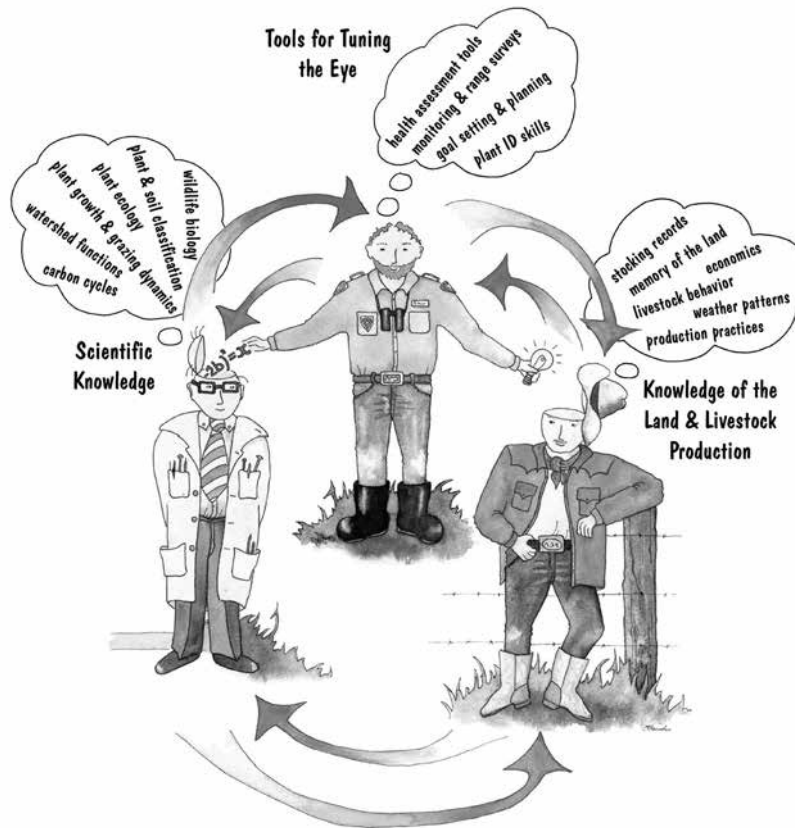 Tools for Tuning
the Eye
health assessment tools
monitoring & range surveys
goal setting & planning
plant ID skills
wildlife biology
plant & soil classification
plant ecology
plant growth & grazing dynamics
watershed functions
carbon cycles
Scientific
Knowledge
stocking records
memory of the land
economics
livestock behavior
weather patterns
production practices
Knowledge of the
Land & Livestock
Production